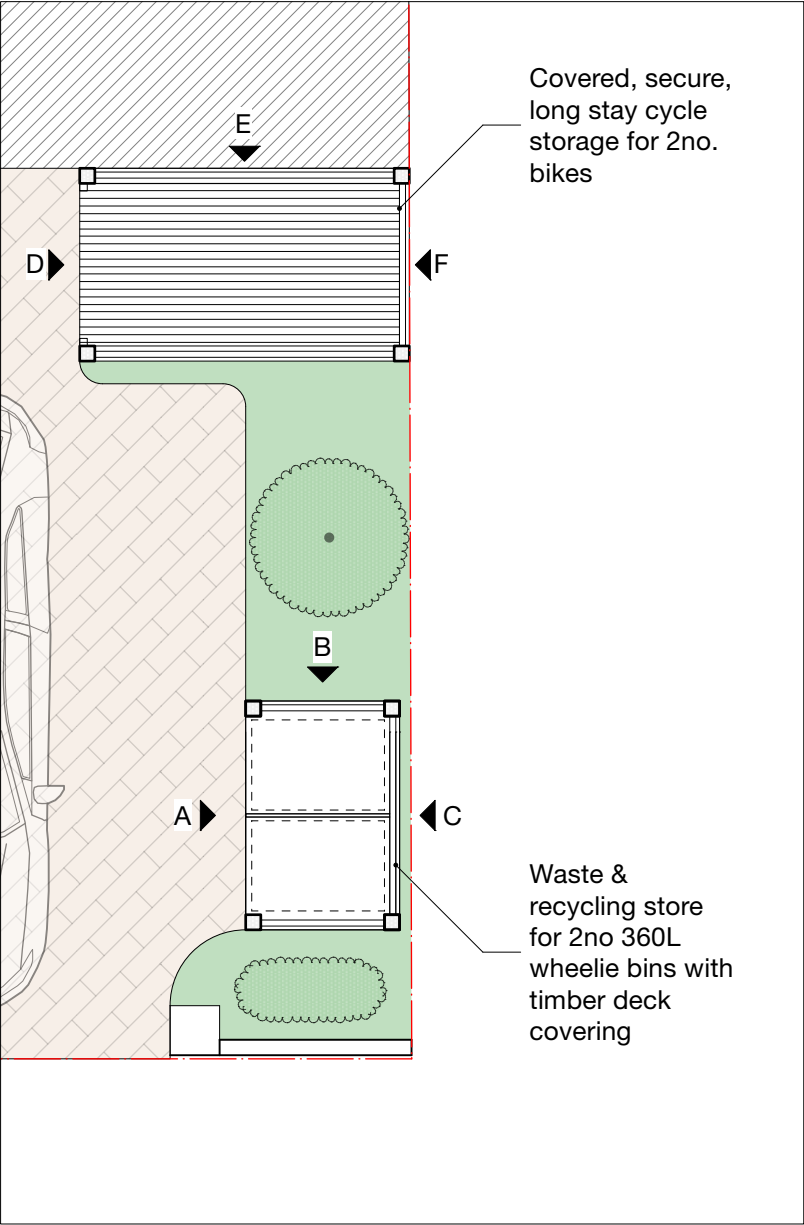 Covered, secure,
long stay cycle
storage for 2no.
bikes
E
D
F
B
A
C
Waste &
recycling store
for 2no 360L
wheelie bins with
timber deck
covering